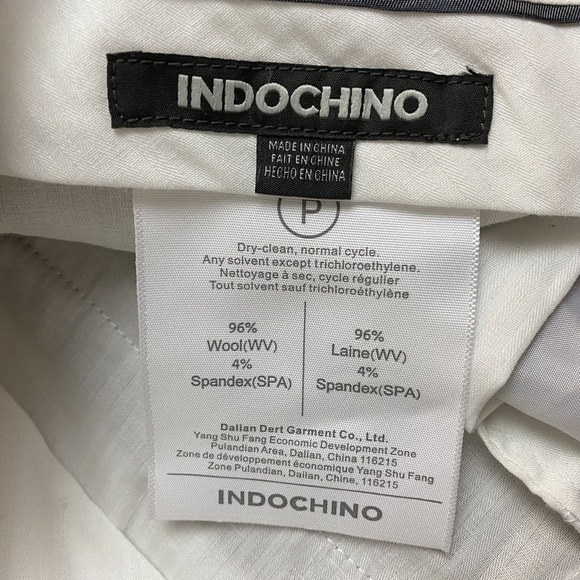 INDOCHINO
MADE IN CHINA
FAIT EN CHINE
HECHO EN CHINA
P
Dry-clean, normal cycle.
Any solvent except trichloroethylene.
Nettoyage à sec, cycle régulier
Tout solvent sauf trichloroéthylène
96%
Wool(WV)
4%
Spandex(SPA)
96%
Laine(WV)
4%
Spandex(SPA)
Dalian Dert Garment Co., Ltd.
Yang Shu Fang Economic Development Zone
Pulandian Area, Dalian, China 116215
Zone de développement économique Yang Shu Fang
Zone Pulandian, Dailan, Chine, 116215
INDOCHINO